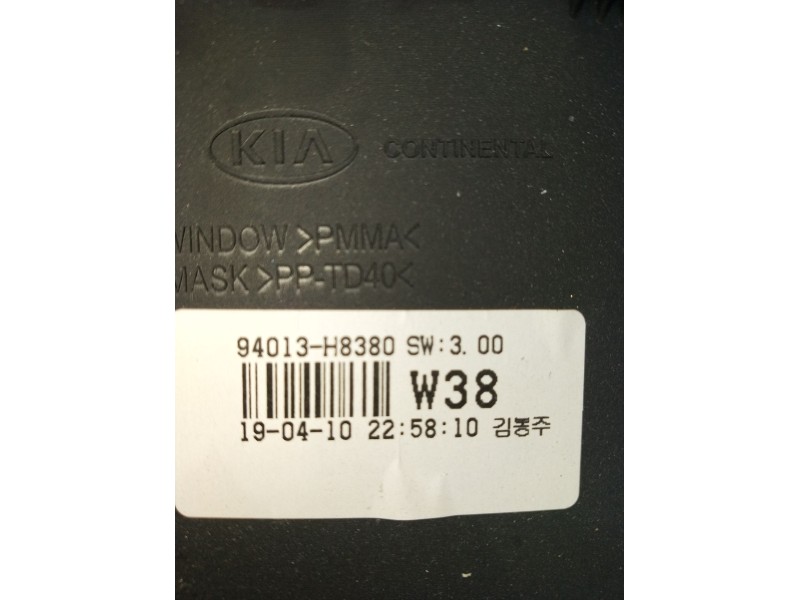 KIA CONTINENTAL
WINDOW >PMMA<
MASK >PP-TD40<
94013-H8380 SW:3.00
W38
19-04-10 22:58:10 김동주